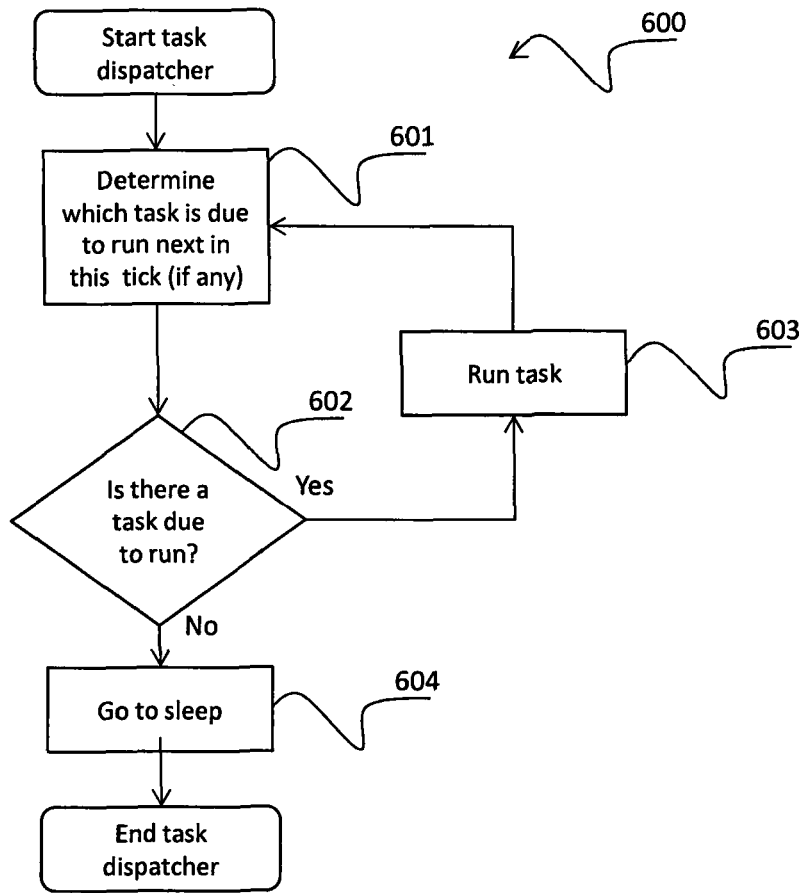 Start task
dispatcher
600
601
Determine
which task is due
to run next in
this tick (if any)
603
Run task
602
Is there a
task due
to run?
Yes
No
604
Go to sleep
End task
dispatcher